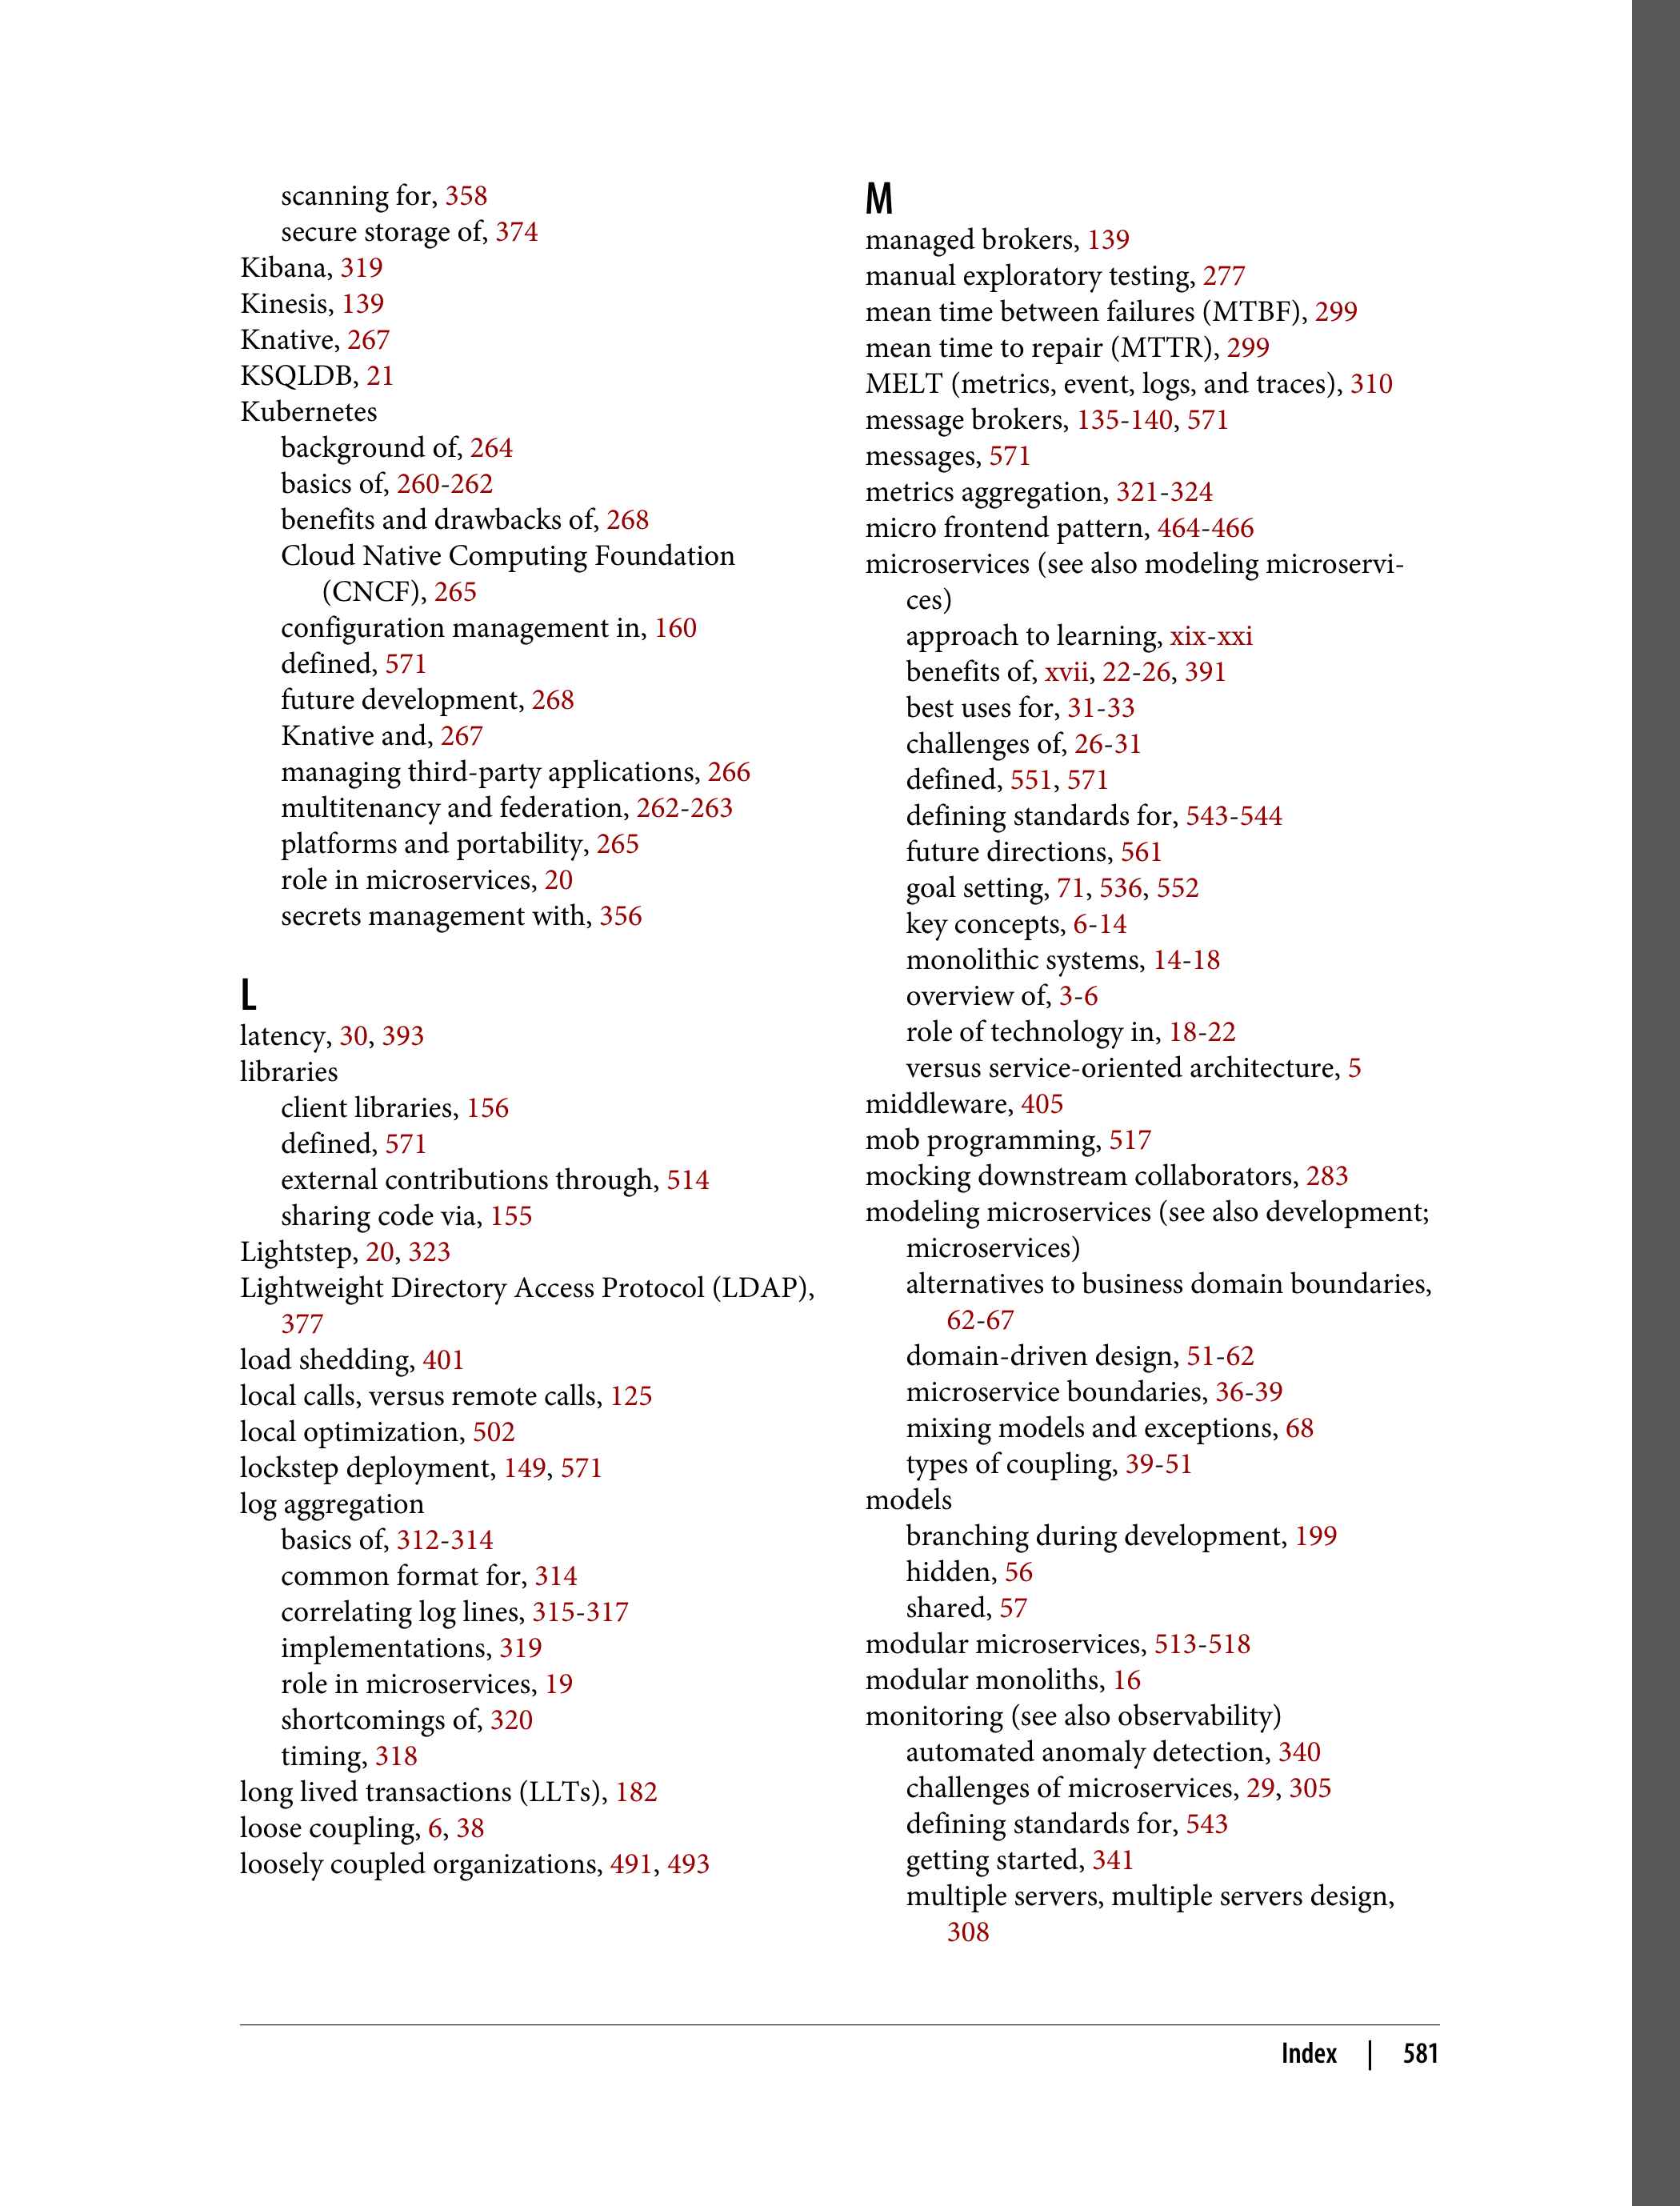 scanning for, 358
secure storage of, 374
Kibana, 319
Kinesis, 139
Knative, 267
KSQLDB, 21
Kubernetes
background of, 264
basics of, 260-262
benefits and drawbacks of, 268
Cloud Native Computing Foundation
(CNCF), 265
configuration management in, 160
defined, 571
future development, 268
Knative and, 267
managing third-party applications, 266
multitenancy and federation, 262-263
platforms and portability, 265
role in microservices, 20
secrets management with, 356
L
latency, 30, 393
libraries
client libraries, 156
defined, 571
external contributions through, 514
sharing code via, 155
Lightstep, 20, 323
Lightweight Directory Access Protocol (LDAP),
377
load shedding, 401
local calls, versus remote calls, 125
local optimization, 502
lockstep deployment, 149, 571
log aggregation
basics of, 312-314
common format for, 314
correlating log lines, 315-317
implementations, 319
role in microservices, 19
shortcomings of, 320
timing, 318
long lived transactions (LLTs), 182
loose coupling, 6, 38
loosely coupled organizations, 491, 493
M
managed brokers, 139
manual exploratory testing, 277
mean time between failures (MTBF), 299
mean time to repair (MTTR), 299
MELT (metrics, event, logs, and traces), 310
message brokers, 135-140, 571
messages, 571
metrics aggregation, 321-324
micro frontend pattern, 464-466
microservices (see also modeling microservi-
ces)
approach to learning, xix-xxi
benefits of, xvii, 22-26, 391
best uses for, 31-33
challenges of, 26-31
defined, 551, 571
defining standards for, 543-544
future directions, 561
goal setting, 71, 536, 552
key concepts, 6-14
monolithic systems, 14-18
overview of, 3-6
role of technology in, 18-22
versus service-oriented architecture, 5
middleware, 405
mob programming, 517
mocking downstream collaborators, 283
modeling microservices (see also development;
microservices)
alternatives to business domain boundaries,
62-67
domain-driven design, 51-62
microservice boundaries, 36-39
mixing models and exceptions, 68
types of coupling, 39-51
models
branching during development, 199
hidden, 56
shared, 57
modular microservices, 513-518
modular monoliths, 16
monitoring (see also observability)
automated anomaly detection, 340
challenges of microservices, 29, 305
defining standards for, 543
getting started, 341
multiple servers, multiple servers design,
308
Index | 581